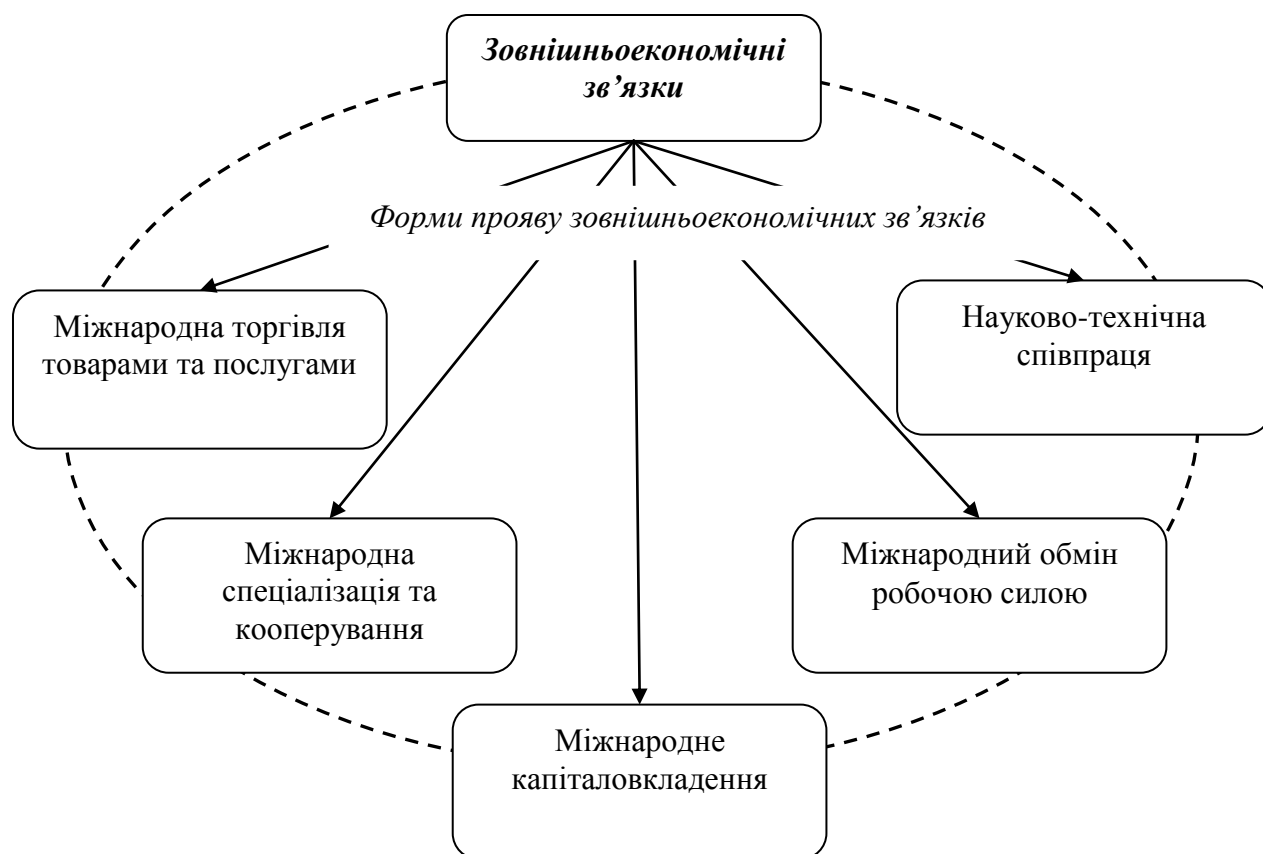 Зовнішньоекономічні
зв’язки
Форми прояву зовнішньоекономічних зв’язків
Міжнародна торгівля
товарами та послугами
Науково-технічна
співпраця
Міжнародна
спеціалізація та
кооперування
Міжнародний обмін
робочою силою
Міжнародне
капіталовкладення